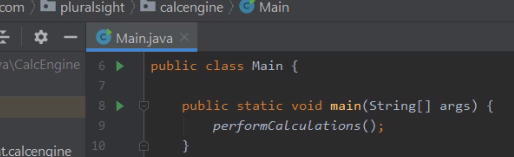 com 〉 pluralsight 〉 calcengine 〉 Main
Main.java
va\CalcEngine
6 public class Main {
7
8 public static void main(String[] args) {
9 performCalculations();
10 }
nt.calcengine